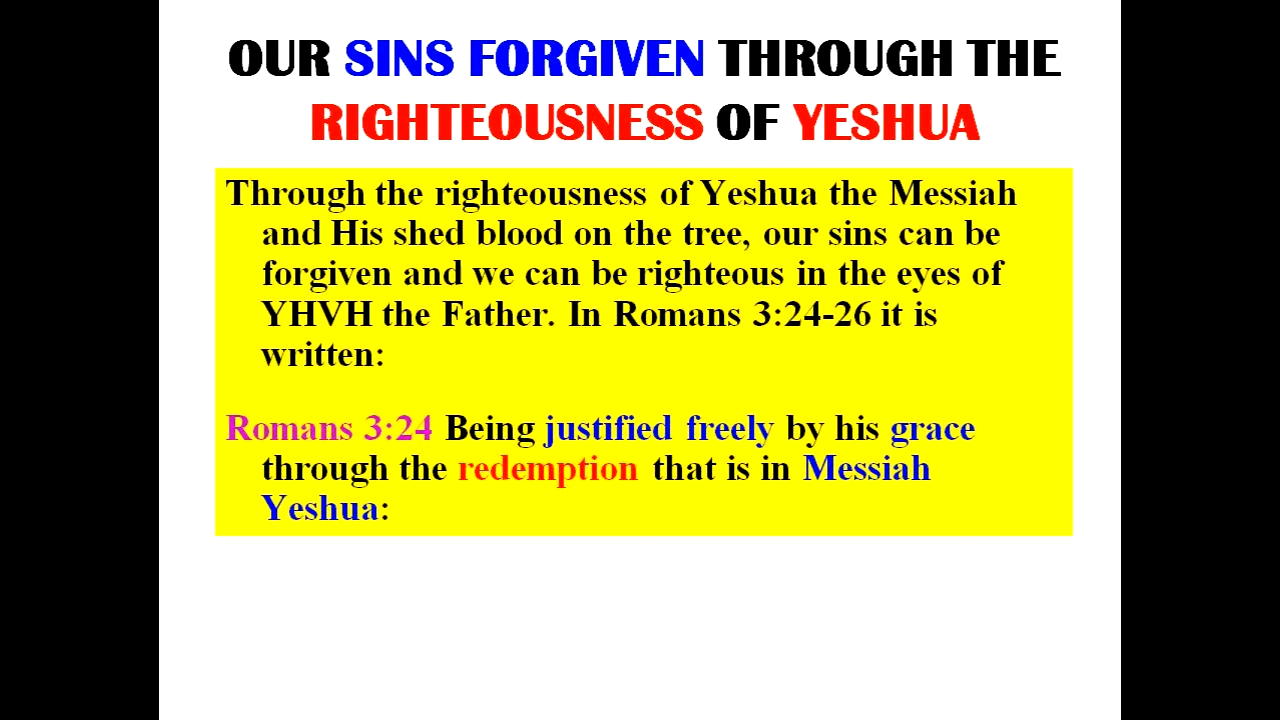 OUR SINS FORGIVEN THROUGH THE
RIGHTEOUSNESS OF YESHUA
Through the righteousness of Yeshua the Messiah
and His shed blood on the tree, our sins can be
forgiven and we can be righteous in the eyes of
YHVH the Father. In Romans 3:24-26 it is
written:
Romans 3:24 Being justified freely by his grace
through the redemption that is in Messiah
Yeshua: